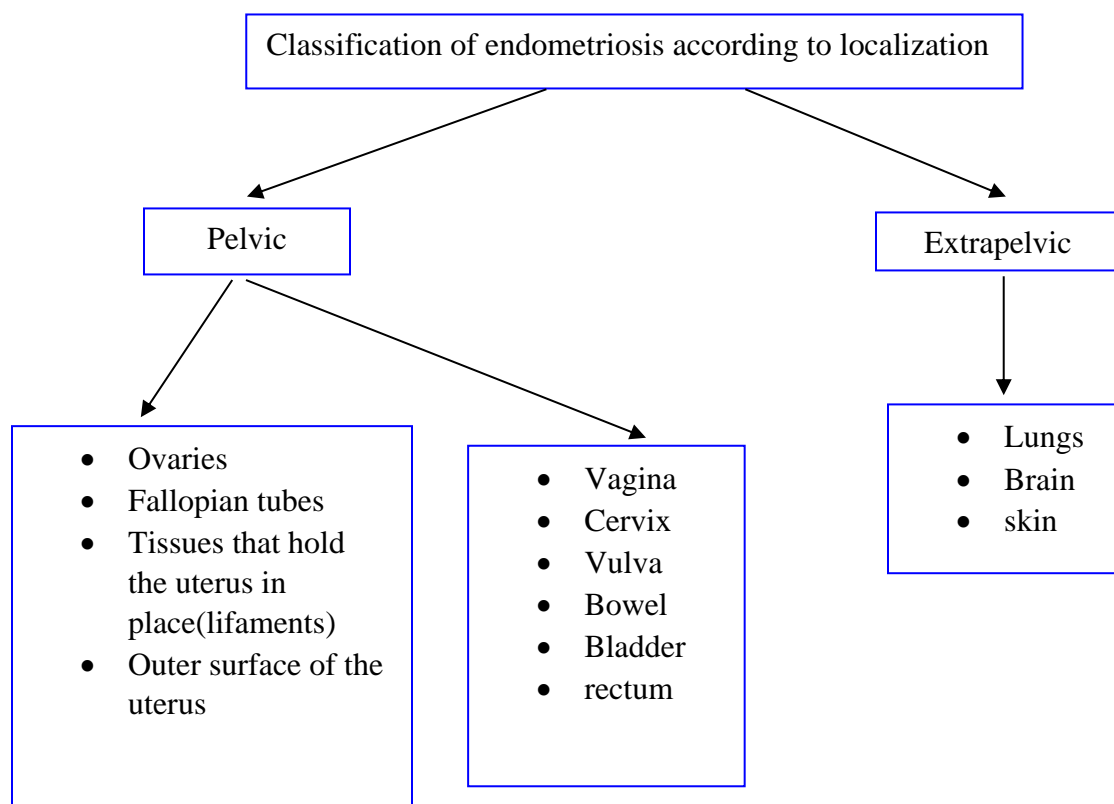 Classification of endometriosis according to localization
Pelvic
Extrapelvic
• Ovaries
• Fallopian tubes
• Tissues that hold
the uterus in
place(lifaments)
• Outer surface of the
uterus
• Vagina
• Cervix
• Vulva
• Bowel
• Bladder
• rectum
• Lungs
• Brain
• skin